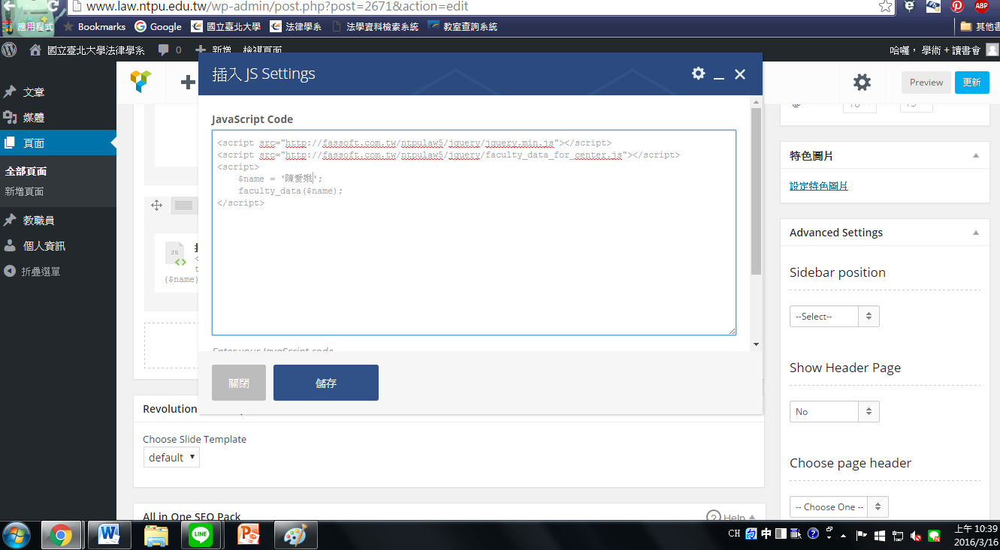 www.law.ntpu.edu.tw/wp-admin/post.php?post=2671&action=edit
ABP
應用程式 Bookmarks Google 國立臺北大學 法律學系 法學資料檢索系統 教室查詢系統 其他書
國立臺北大學法律學系 0 新增 檢視頁面 哈囉， 學術＋讀書會
文章
媒體
頁面
全部頁面
新增頁面
教職員
個人資訊
折疊選單
Preview 更新
插入 JS Settings
JavaScript Code
<script src="http://fassoft.com.tw/ntpulaw5/jquery/jquery.min.js"></script>
<script src="http://fassoft.com.tw/ntpulaw5/jquery/faculty_data_for_center.js"></script>
<script>
$name = '陳愛娥';
faculty_data($name);
</script>
Enter your JavaScript code.
關閉 儲存
JS
($name)
Revolution
Choose Slide Template
default
All in One SEO Pack Help
@
特色圖片
設定特色圖片
Advanced Settings
Sidebar position
--Select--
Show Header Page
No
Choose page header
-- Choose One --
LINE
CH 中
上午 10:39
2016/3/16